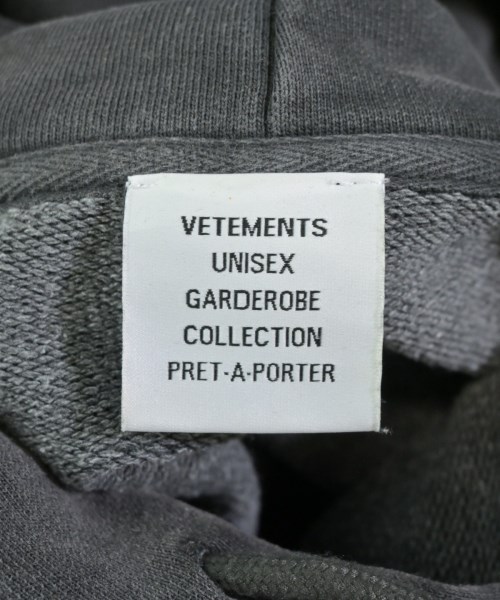 VETEMENTS
UNISEX
GARDEROBE
COLLECTION
PRET-A-PORTER